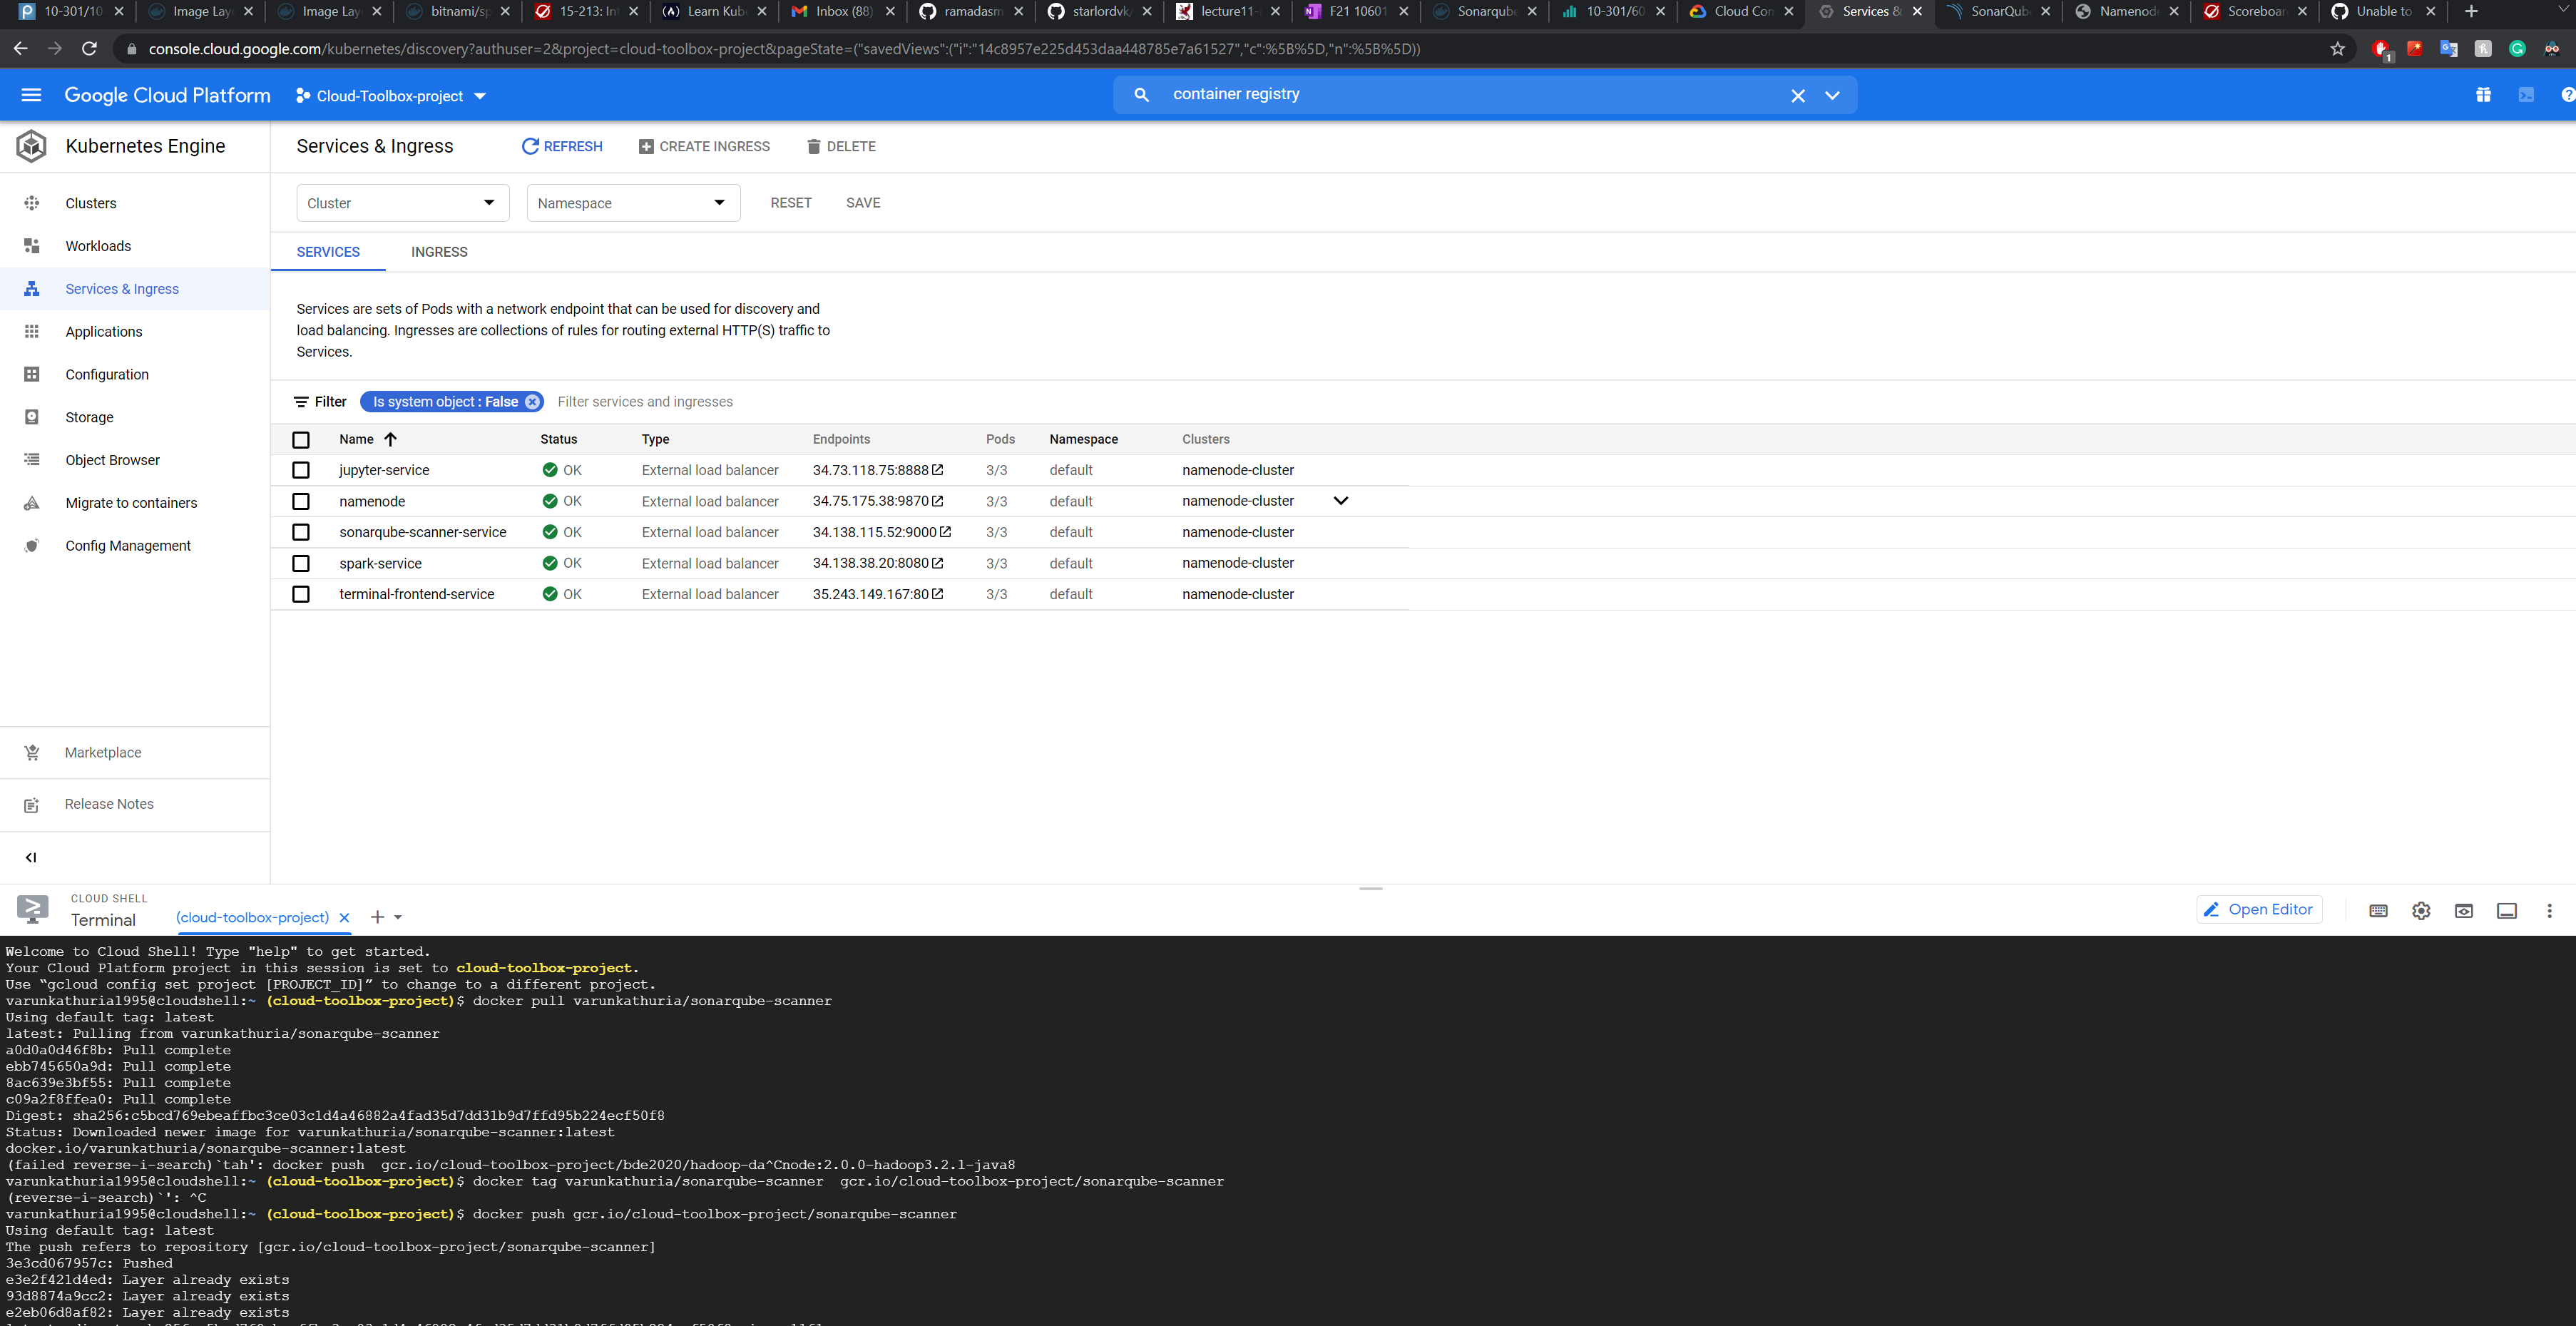 10-301/10
Image Lay
Image Lay
bitnami/sp
15-213: Int
Learn Kub
Inbox (88)
ramadasm
starlordvk
lecture11-
F21 10601
Sonarqube
10-301/60
Cloud Con
Services &
SonarQub
Namenod
Scoreboar
Unable to
console.cloud.google.com/kubernetes/discovery?authuser=2&project=cloud-toolbox-project&pageState=("savedViews":("i":"14c8957e225d453daa448785e7a61527","c":%5B%5D,"n":%5B%5D))
1
Google Cloud Platform Cloud-Toolbox-project container registry
Kubernetes Engine
Clusters
Workloads
Services & Ingress
Applications
Configuration
Storage
Object Browser
Migrate to containers
Config Management
Marketplace
Release Notes
Services & Ingress REFRESH CREATE INGRESS DELETE
Cluster Namespace RESET SAVE
SERVICES INGRESS
Services are sets of Pods with a network endpoint that can be used for discovery and
load balancing. Ingresses are collections of rules for routing external HTTP(S) traffic to
Services.
Filter Is system object : False Filter services and ingresses
Name Status Type Endpoints Pods Namespace Clusters
jupyter-service OK External load balancer 34.73.118.75:8888 3/3 default namenode-cluster
namenode OK External load balancer 34.75.175.38:9870 3/3 default namenode-cluster
sonarqube-scanner-service OK External load balancer 34.138.115.52:9000 3/3 default namenode-cluster
spark-service OK External load balancer 34.138.38.20:8080 3/3 default namenode-cluster
terminal-frontend-service OK External load balancer 35.243.149.167:80 3/3 default namenode-cluster
CLOUD SHELL
Terminal (cloud-toolbox-project) Open Editor
Welcome to Cloud Shell! Type "help" to get started.
Your Cloud Platform project in this session is set to cloud-toolbox-project.
Use “gcloud config set project [PROJECT_ID]” to change to a different project.
varunkathuria1995@cloudshell:~ (cloud-toolbox-project)$ docker pull varunkathuria/sonarqube-scanner
Using default tag: latest
latest: Pulling from varunkathuria/sonarqube-scanner
a0d0a0d46f8b: Pull complete
ebb745650a9d: Pull complete
8ac639e3bf55: Pull complete
c09a2f8ffea0: Pull complete
Digest: sha256:c5bcd769ebeaffbc3ce03c1d4a46882a4fad35d7dd31b9d7ffd95b224ecf50f8
Status: Downloaded newer image for varunkathuria/sonarqube-scanner:latest
docker.io/varunkathuria/sonarqube-scanner:latest
(failed reverse-i-search)`tah': docker push  gcr.io/cloud-toolbox-project/bde2020/hadoop-da^Cnode:2.0.0-hadoop3.2.1-java8
varunkathuria1995@cloudshell:~ (cloud-toolbox-project)$ docker tag varunkathuria/sonarqube-scanner  gcr.io/cloud-toolbox-project/sonarqube-scanner
(reverse-i-search)`': ^C
varunkathuria1995@cloudshell:~ (cloud-toolbox-project)$ docker push gcr.io/cloud-toolbox-project/sonarqube-scanner
Using default tag: latest
The push refers to repository [gcr.io/cloud-toolbox-project/sonarqube-scanner]
3e3cd067957c: Pushed
e3e2f421d4ed: Layer already exists
93d8874a9cc2: Layer already exists
e2eb06d8af82: Layer already exists